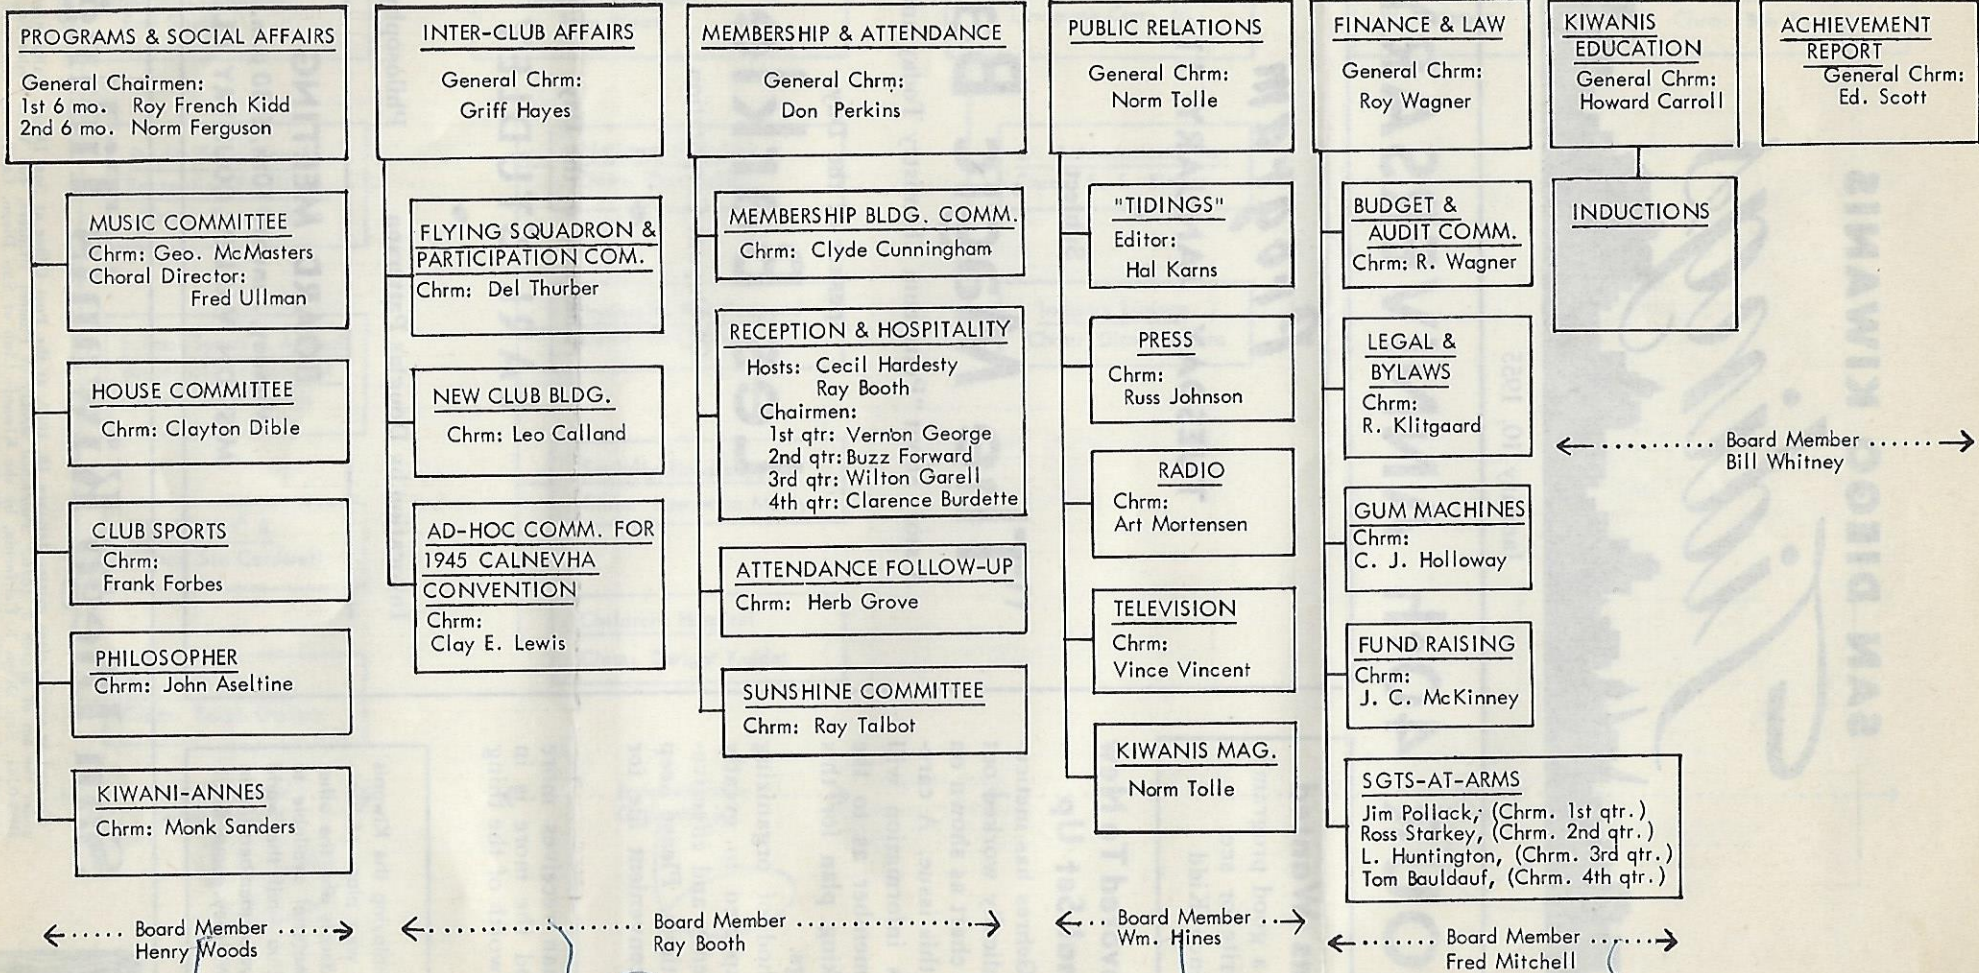 PROGRAMS & SOCIAL AFFAIRS
General Chairmen:
1st 6 mo. Roy French Kidd
2nd 6 mo. Norm Ferguson
MUSIC COMMITTEE
Chrm: Geo. McMasters
Choral Director:
Fred Ullman
HOUSE COMMITTEE
Chrm: Clayton Dible
CLUB SPORTS
Chrm:
Frank Forbes
PHILOSOPHER
Chrm: John Aseltine
KIWANI-ANNES
Chrm: Monk Sanders
Board Member
Henry Woods
INTER-CLUB AFFAIRS
General Chrm:
Griff Hayes
FLYING SQUADRON &
PARTICIPATION COM.
Chrm: Del Thurber
NEW CLUB BLDG.
Chrm: Leo Calland
AD-HOC COMM. FOR
1945 CALNEVHA
CONVENTION
Chrm:
Clay E. Lewis
MEMBERSHIP & ATTENDANCE
General Chrm:
Don Perkins
MEMBERSHIP BLDG. COMM.
Chrm: Clyde Cunningham
RECEPTION & HOSPITALITY
Hosts: Cecil Hardesty
Ray Booth
Chairmen:
1st qtr: Vernon George
2nd qtr: Buzz Forward
3rd qtr: Wilton Garell
4th qtr: Clarence Burdette
ATTENDANCE FOLLOW-UP
Chrm: Herb Grove
SUNSHINE COMMITTEE
Chrm: Ray Talbot
Board Member
Ray Booth
PUBLIC RELATIONS
General Chrm:
Norm Tolle
"TIDINGS"
Editor:
Hal Karns
PRESS
Chrm:
Russ Johnson
RADIO
Chrm:
Art Mortensen
TELEVISION
Chrm:
Vince Vincent
KIWANIS MAG.
Norm Tolle
Board Member
Wm. Hines
FINANCE & LAW
General Chrm:
Roy Wagner
BUDGET &
AUDIT COMM.
Chrm: R. Wagner
LEGAL &
BYLAWS
Chrm:
R. Klitgaard
GUM MACHINES
Chrm:
C. J. Holloway
FUND RAISING
Chrm:
J. C. McKinney
SGTS-AT-ARMS
Jim Pollack, (Chrm. 1st qtr.)
Ross Starkey, (Chrm. 2nd qtr.)
L. Huntington, (Chrm. 3rd qtr.)
Tom Bauldauf, (Chrm. 4th qtr.)
Board Member
Fred Mitchell
KIWANIS
EDUCATION
General Chrm:
Howard Carroll
INDUCTIONS
ACHIEVEMENT
REPORT
General Chrm:
Ed. Scott
Board Member
Bill Whitney